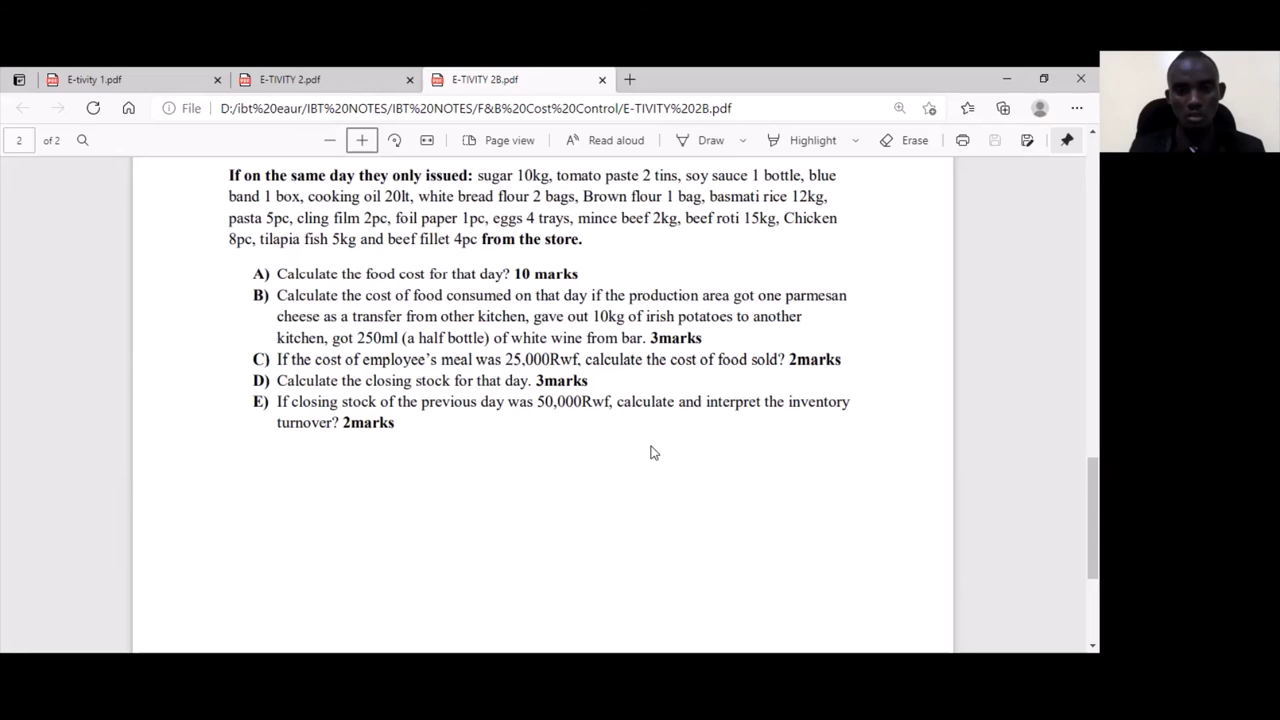 E-tivity 1.pdf
E-TIVITY 2.pdf
E-TIVITY 2B.pdf
File
D:/ibt%20eaur/IBT%20NOTES/IBT%20NOTES/F&B%20Cost%20Control/E-TIVITY%202B.pdf
2 of 2
Page view
Read aloud
Draw
Highlight
Erase
If on the same day they only issued: sugar 10kg, tomato paste 2 tins, soy sauce 1 bottle, blue
band 1 box, cooking oil 20lt, white bread flour 2 bags, Brown flour 1 bag, basmati rice 12kg,
pasta 5pc, cling film 2pc, foil paper 1pc, eggs 4 trays, mince beef 2kg, beef roti 15kg, Chicken
8pc, tilapia fish 5kg and beef fillet 4pc from the store.
A) Calculate the food cost for that day? 10 marks
B) Calculate the cost of food consumed on that day if the production area got one parmesan
cheese as a transfer from other kitchen, gave out 10kg of irish potatoes to another
kitchen, got 250ml (a half bottle) of white wine from bar. 3marks
C) If the cost of employee's meal was 25,000Rwf, calculate the cost of food sold? 2marks
D) Calculate the closing stock for that day. 3marks
E) If closing stock of the previous day was 50,000Rwf, calculate and interpret the inventory
turnover? 2marks